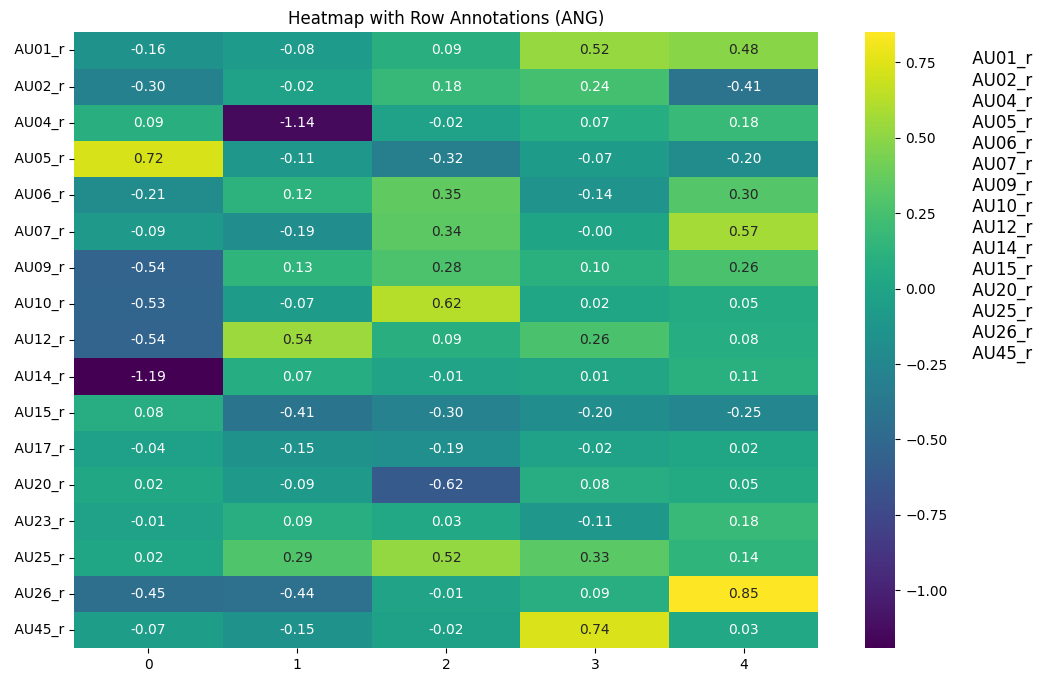 Heatmap with Row Annotations (ANG)
AU01_r -0.16 -0.08 0.09 0.52 0.48
AU02_r -0.30 -0.02 0.18 0.24 -0.41
AU04_r 0.09 -1.14 -0.02 0.07 0.18
AU05_r 0.72 -0.11 -0.32 -0.07 -0.20
AU06_r -0.21 0.12 0.35 -0.14 0.30
AU07_r -0.09 -0.19 0.34 -0.00 0.57
AU09_r -0.54 0.13 0.28 0.10 0.26
AU10_r -0.53 -0.07 0.62 0.02 0.05
AU12_r -0.54 0.54 0.09 0.26 0.08
AU14_r -1.19 0.07 -0.01 0.01 0.11
AU15_r 0.08 -0.41 -0.30 -0.20 -0.25
AU17_r -0.04 -0.15 -0.19 -0.02 0.02
AU20_r 0.02 -0.09 -0.62 0.08 0.05
AU23_r -0.01 0.09 0.03 -0.11 0.18
AU25_r 0.02 0.29 0.52 0.33 0.14
AU26_r -0.45 -0.44 -0.01 0.09 0.85
AU45_r -0.07 -0.15 -0.02 0.74 0.03
0 1 2 3 4
0.75
0.50
0.25
0.00
−0.25
−0.50
−0.75
−1.00
AU01_r
AU02_r
AU04_r
AU05_r
AU06_r
AU07_r
AU09_r
AU10_r
AU12_r
AU14_r
AU15_r
AU20_r
AU25_r
AU26_r
AU45_r